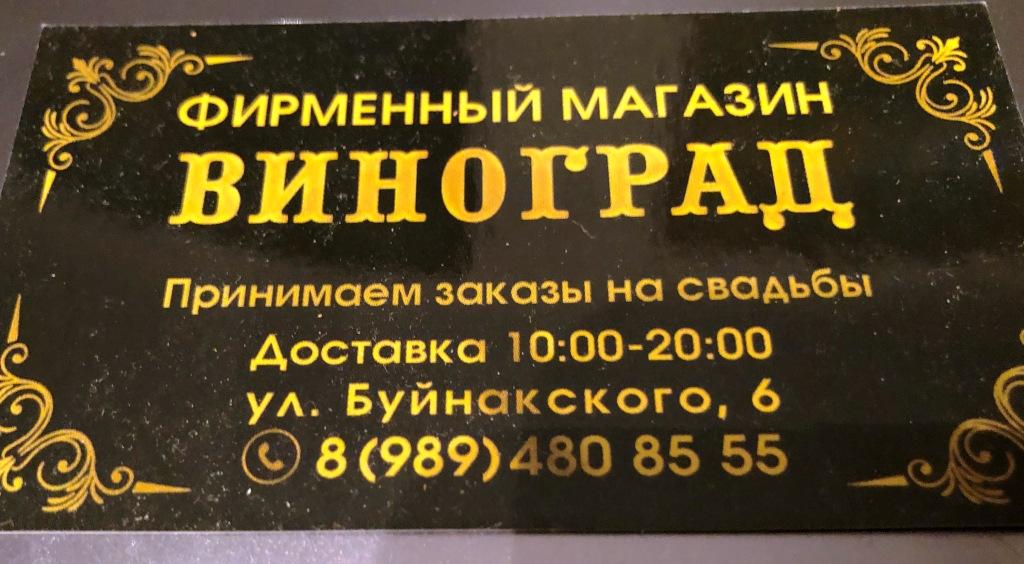 ФИРМЕННЫЙ МАГАЗИН
ВИНОГРАД
Принимаем заказы на свадьбы
Доставка 10:00-20:00
ул. Буйнакского, 6
8(989)480 85 55